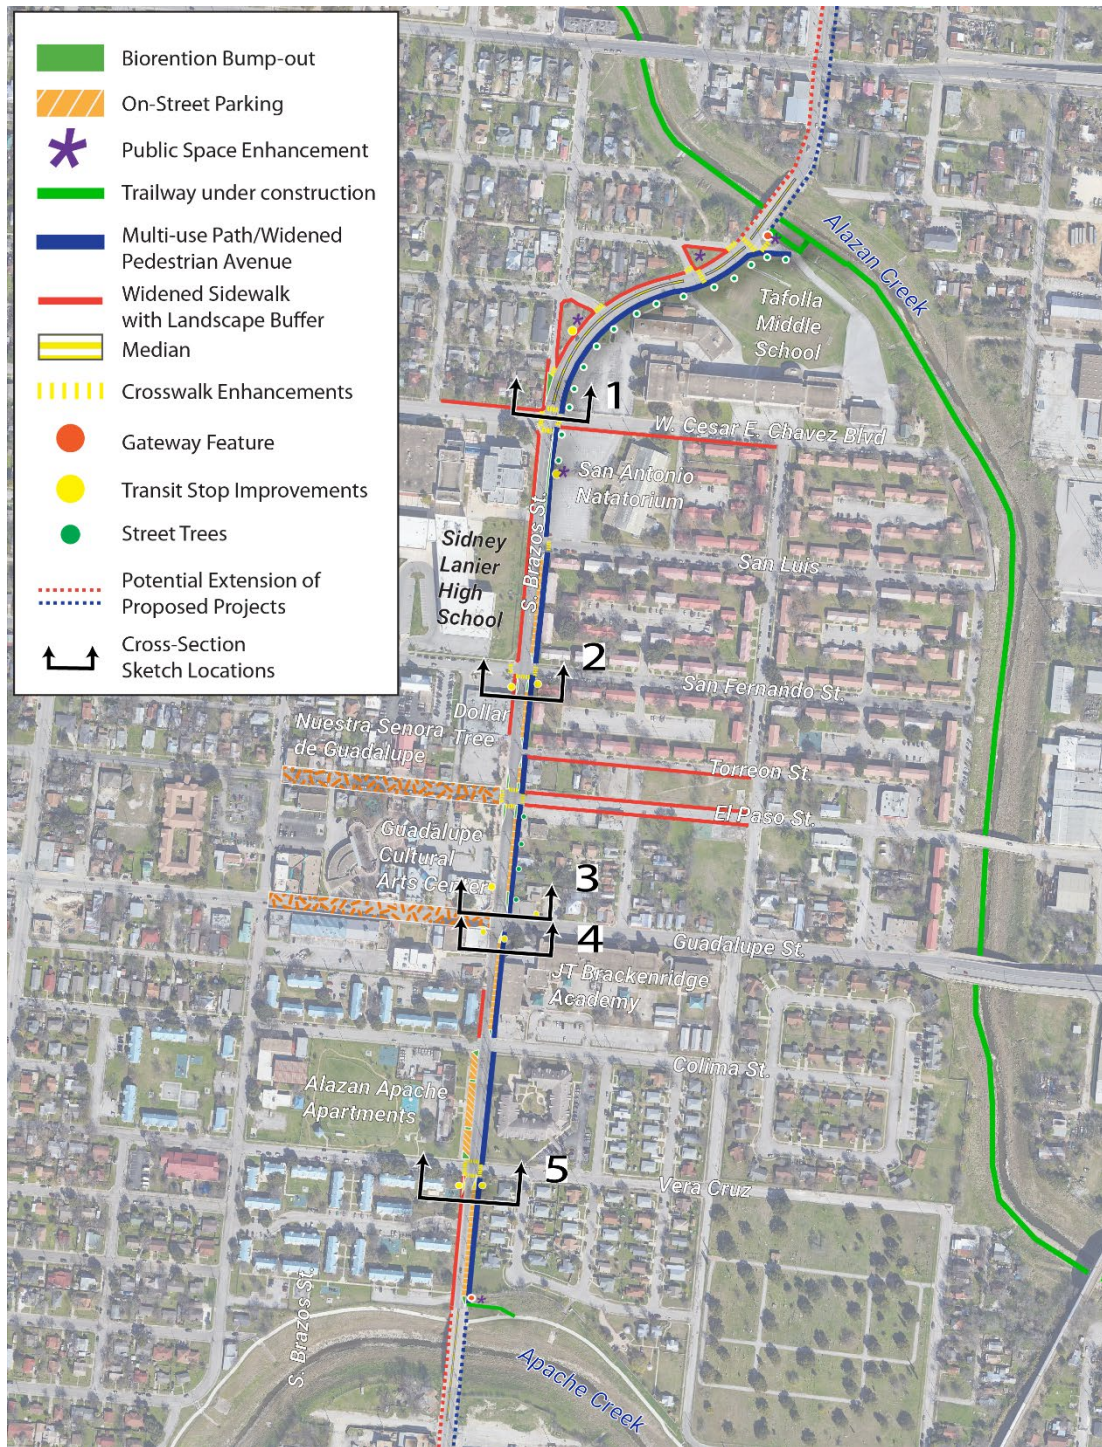 Biorention Bump-out
On-Street Parking
Public Space Enhancement
Trailway under construction
Multi-use Path/Widened
Pedestrian Avenue
Widened Sidewalk
with Landscape Buffer
Median
Crosswalk Enhancements
Gateway Feature
Transit Stop Improvements
Street Trees
Potential Extension of
Proposed Projects
Cross-Section
Sketch Locations
Alazan Creek
Tafolla
Middle
School
1
W. Cesar E. Chavez Blvd
San Antonio
Natatorium
S. Brazos St.
Sidney
Lanier
High
School
San Luis
2
San Fernando St.
Dollar
Tree
Nuestra Senora
de Guadalupe
Torreon St.
El Paso St.
Guadalupe
Cultural
Arts Center
3
4
Guadalupe St.
JT Brackenridge
Academy
Colima St.
Alazan Apache
Apartments
5
Vera Cruz
S. Brazos St.
Apache Creek